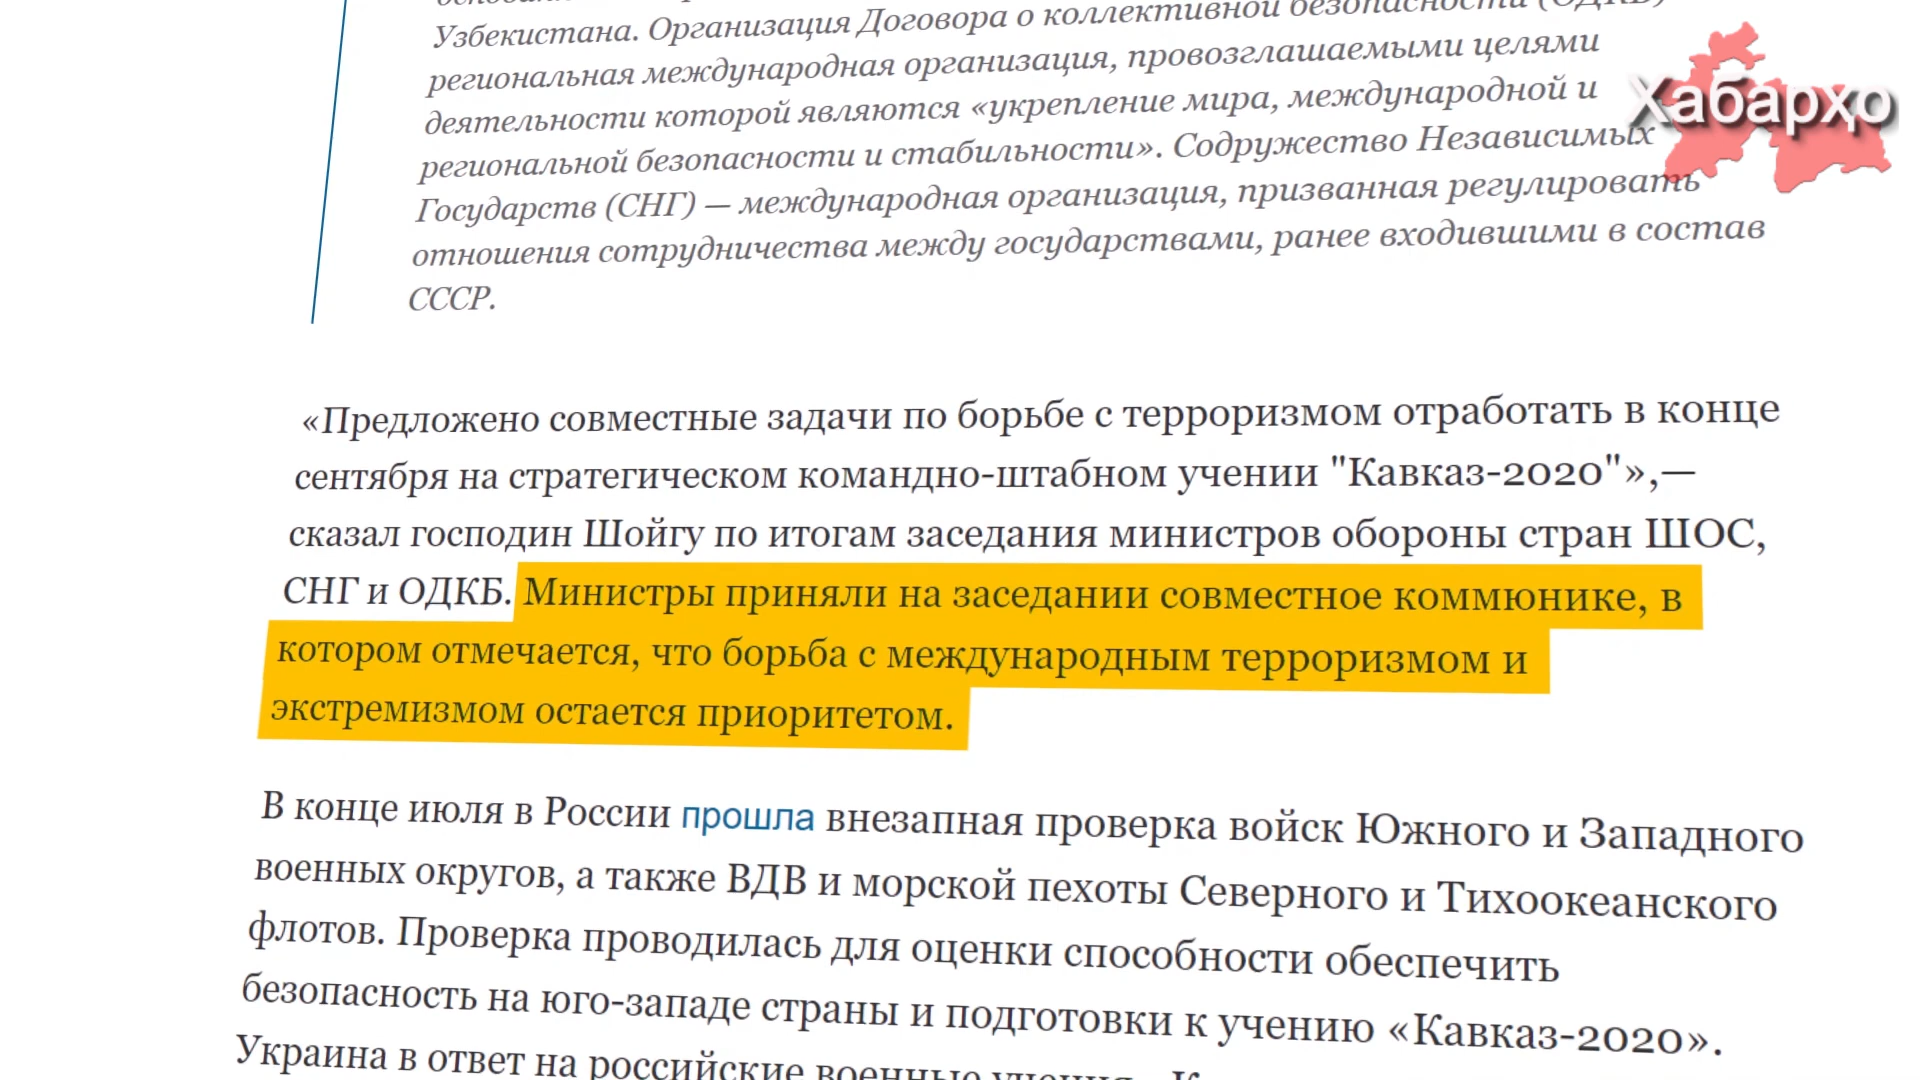 Узбекистана. Организация Договора о коллективной безопасности (ОДКБ)
региональная международная организация, провозглашаемыми целями
деятельности которой являются «укрепление мира, международной и
региональной безопасности и стабильности». Содружество Независимых
Государств (СНГ) — международная организация, призванная регулировать
отношения сотрудничества между государствами, ранее входившими в состав
СССР.
Хабарҳо
«Предложено совместные задачи по борьбе с терроризмом отработать в конце
сентября на стратегическом командно-штабном учении "Кавказ-2020"»,—
сказал господин Шойгу по итогам заседания министров обороны стран ШОС,
СНГ и ОДКБ. Министры приняли на заседании совместное коммюнике, в
котором отмечается, что борьба с международным терроризмом и
экстремизмом остается приоритетом.
В конце июля в России прошла внезапная проверка войск Южного и Западного
военных округов, а также ВДВ и морской пехоты Северного и Тихоокеанского
флотов. Проверка проводилась для оценки способности обеспечить
безопасность на юго-западе страны и подготовки к учению «Кавказ-2020».
Украина в ответ на российские военные учения